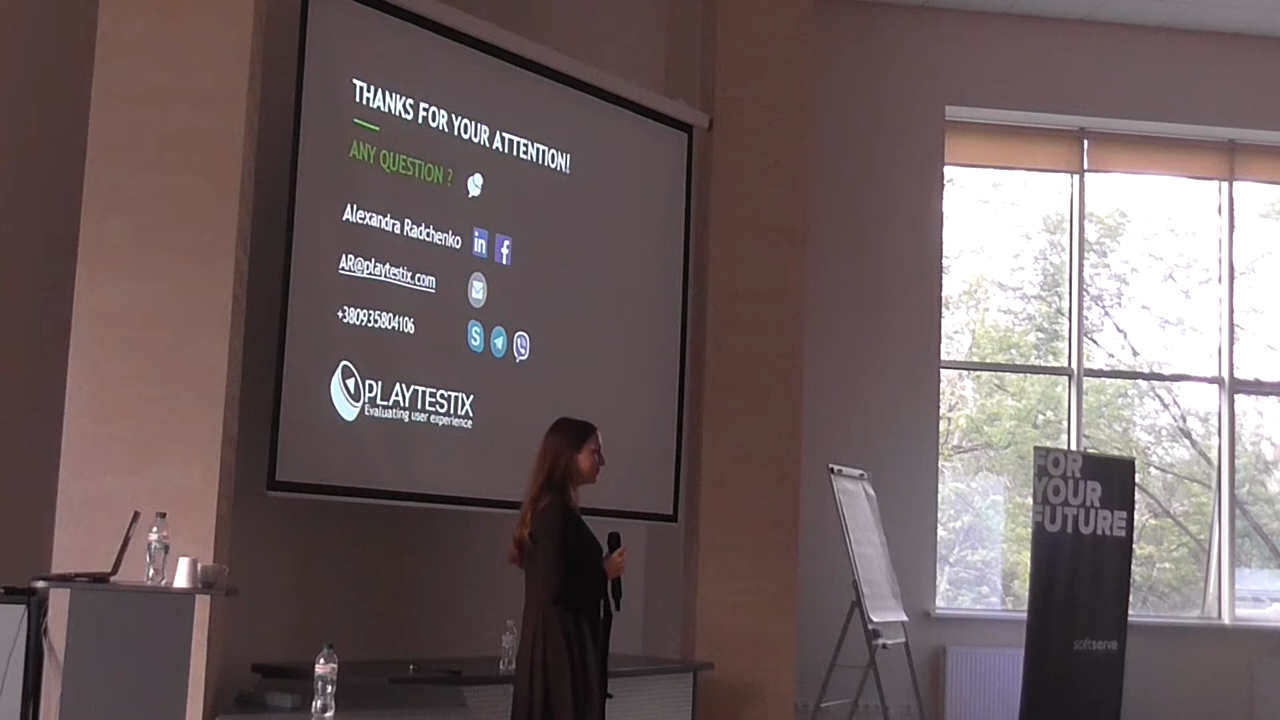 THANKS FOR YOUR ATTENTION!
ANY QUESTION ?
Alexandra Radchenko
in f
AR@playtestix.com
+380935804106
S
PLAYTESTIX
Evaluating user experience
FOR
YOUR
FUTURE
softserve